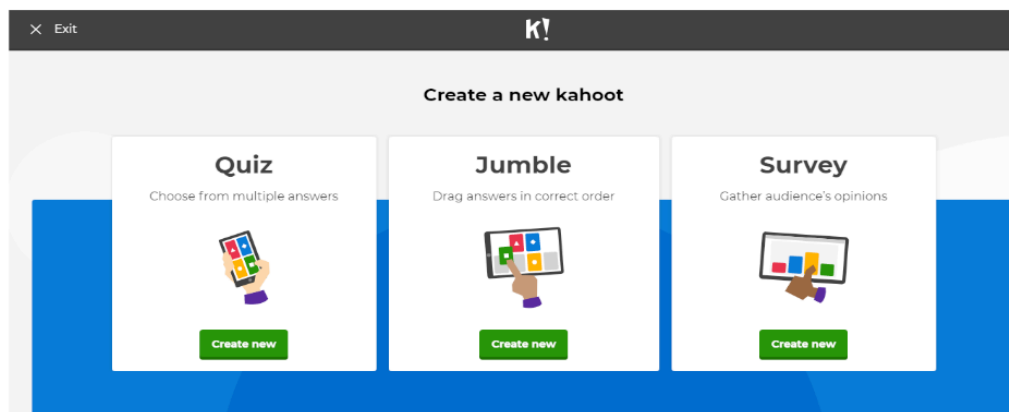 Exit
K!
Create a new kahoot
Quiz
Choose from multiple answers
Create new
Jumble
Drag answers in correct order
Create new
Survey
Gather audience's opinions
Create new